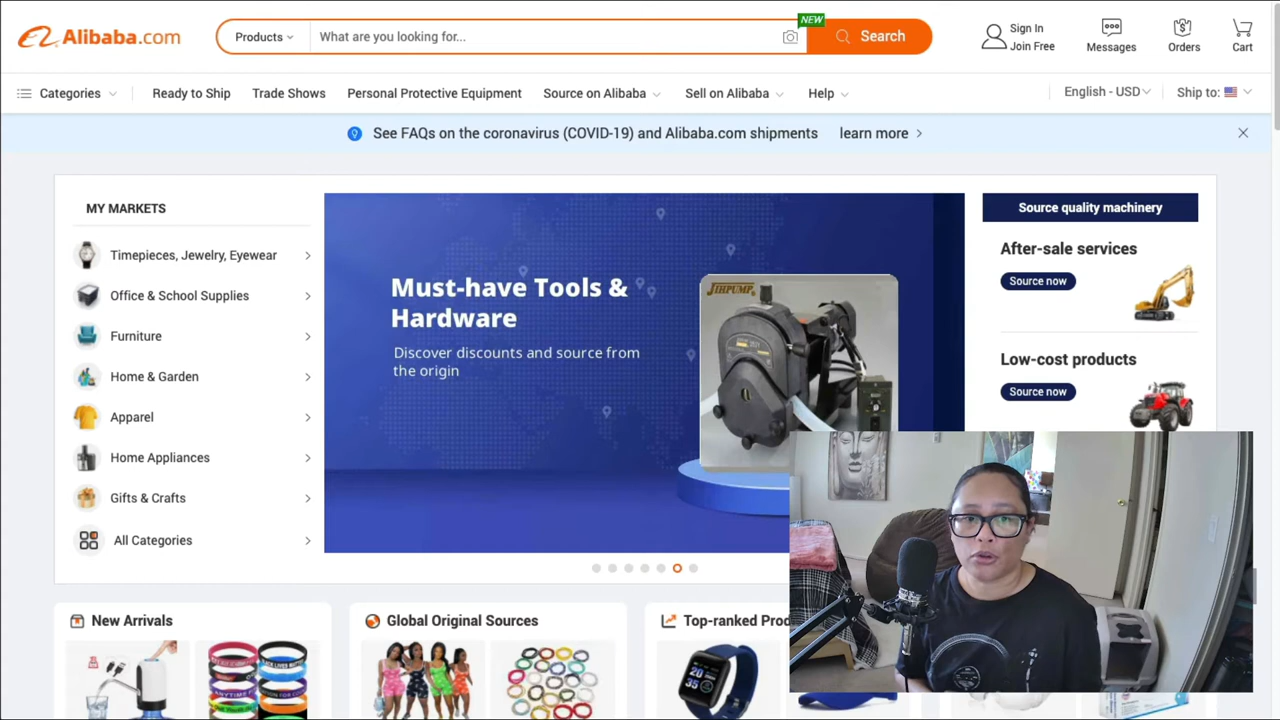 Alibaba.com
Products
What are you looking for...
NEW
Search
Sign In
Join Free
Messages
Orders
Cart
Categories
Ready to Ship
Trade Shows
Personal Protective Equipment
Source on Alibaba
Sell on Alibaba
Help
English - USD
Ship to:
See FAQs on the coronavirus (COVID-19) and Alibaba.com shipments
learn more
MY MARKETS
Timepieces, Jewelry, Eyewear
Office & School Supplies
Furniture
Home & Garden
Apparel
Home Appliances
Gifts & Crafts
All Categories
Must-have Tools &
Hardware
Discover discounts and source from
the origin
JIHPUMP
Source quality machinery
After-sale services
Source now
Low-cost products
Source now
New Arrivals
Global Original Sources
Top-ranked Prod
20
35